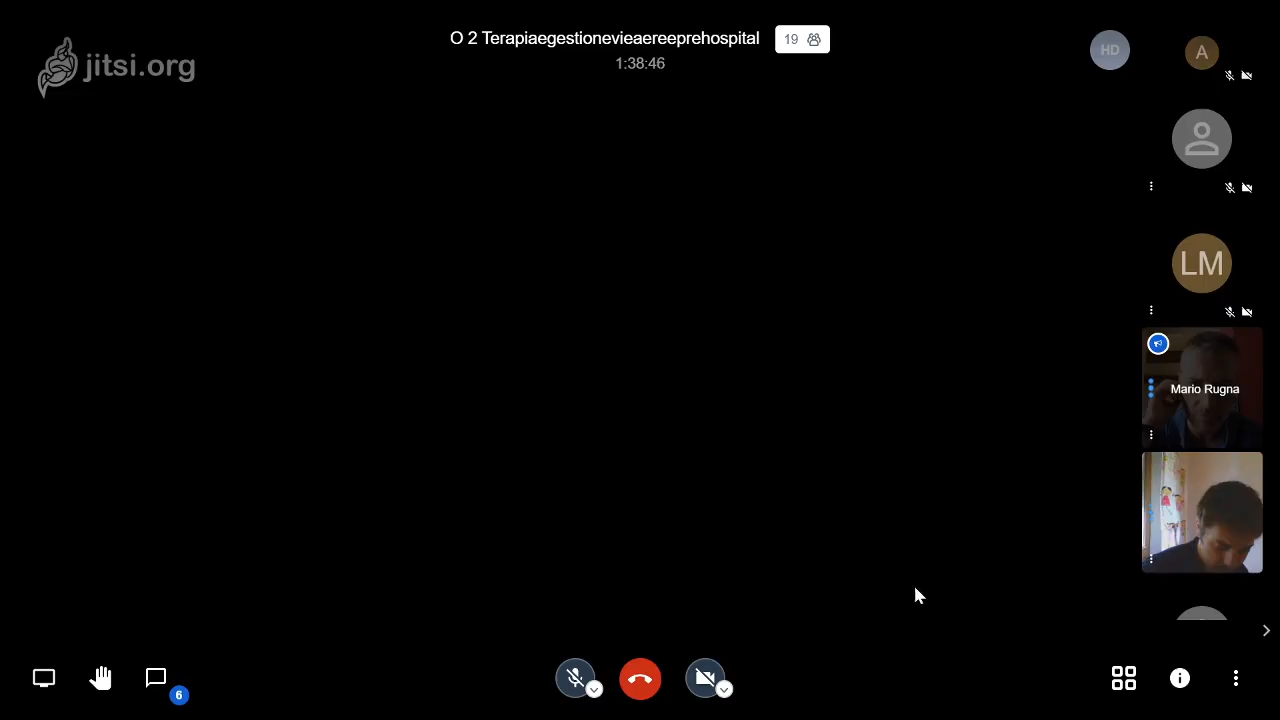 jitsi.org
O 2 Terapiaegestionevieaereeprehospital
19
1:38:46
HD
A
LM
Mario Rugna
6